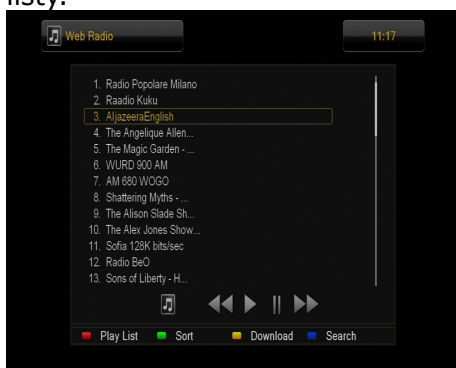 listy.
Web Radio 11:17
1. Radio Popolare Milano
2. Raadio Kuku
3. AljazeeraEnglish
4. The Angelique Allen...
5. The Magic Garden - ...
6. WURD 900 AM
7. AM 680 WOGO
8. Shattering Myths - ...
9. The Alison Slade Sh...
10. The Alex Jones Show...
11. Sofia 128K bits/sec
12. Radio BeO
13. Sons of Liberty - H...
Play List Sort Download Search